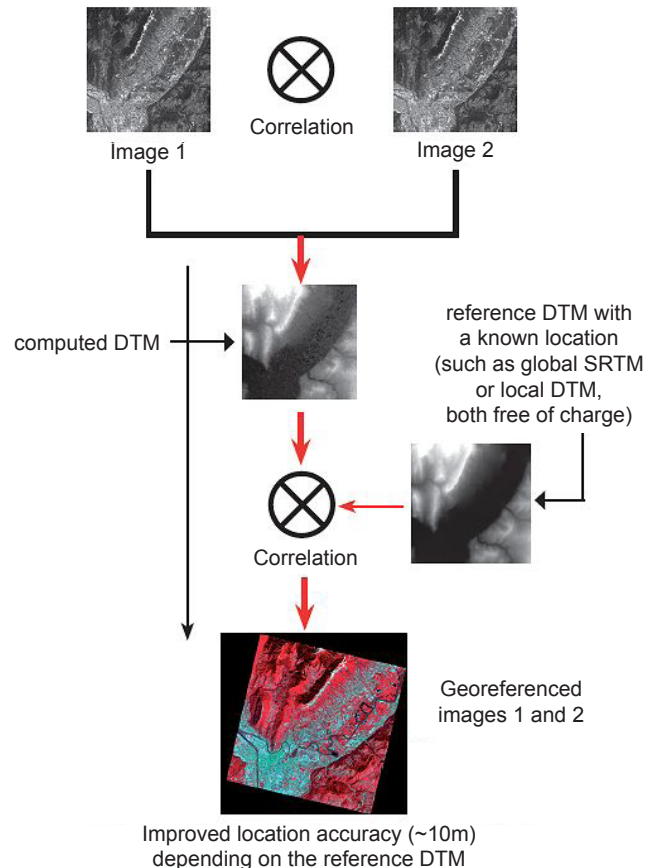 Correlation
Image 1
Image 2
computed DTM
reference DTM with
a known location
(such as global SRTM
or local DTM,
both free of charge)
Correlation
Georeferenced
images 1 and 2
Improved location accuracy (~10m)
depending on the reference DTM